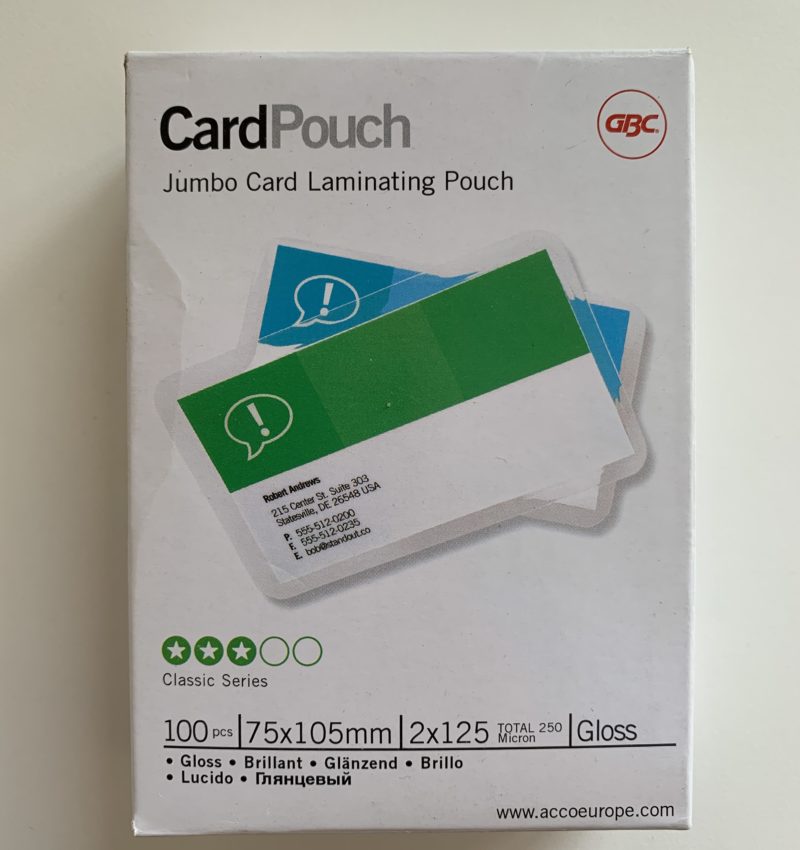 CardPouch
GBC®
Jumbo Card Laminating Pouch
Robert Andrews
215 Center St. Suite 303
Statesville, DE 26548 USA
P. 555-512-0200
F. 555-512-0235
E. bob@standout.co
Classic Series
100 pcs | 75x105mm | 2x125 TOTAL 250 Micron | Gloss
• Gloss • Brillant • Glänzend • Brillo
• Lucido • Глянцевый
www.accoeurope.com